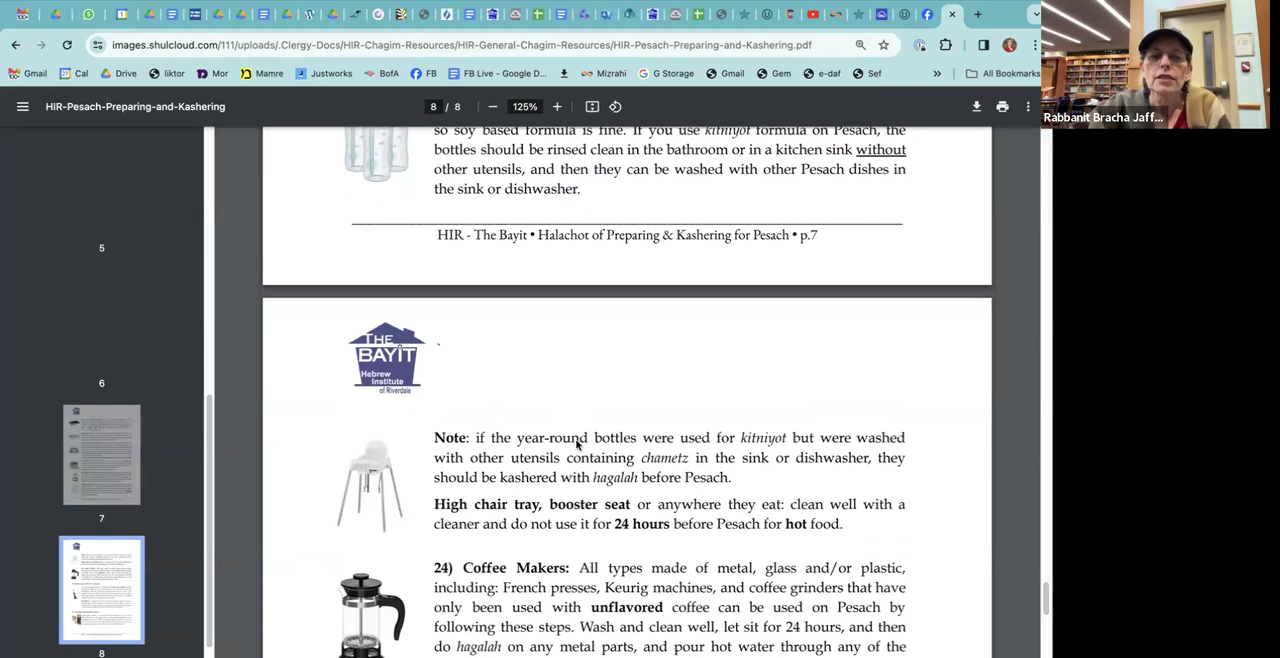 images.shulcloud.com/111/uploads/.Clergy-Docs/HIR-Chagim-Resources/HIR-General-Chagim-Resources/HIR-Pesach-Preparing-and-Kashering.pdf
Gmail Cal Drive liktor Mor Mamre Justworks BofA FB FB Live - Google D... Mizrahi G Storage Gmail Gem e-daf Sef » All Bookmarks
HIR-Pesach-Preparing-and-Kashering 8 / 8 125%
Rabbanit Bracha Jaff...
so soy based formula is fine. If you use kitniyot formula on Pesach, the
bottles should be rinsed clean in the bathroom or in a kitchen sink without
other utensils, and then they can be washed with other Pesach dishes in
the sink or dishwasher.
HIR - The Bayit • Halachot of Preparing & Kashering for Pesach • p.7
5
6
7
8
THE
BAYIT
Hebrew
Institute
of Riverdale
Note: if the year-round bottles were used for kitniyot but were washed
with other utensils containing chametz in the sink or dishwasher, they
should be kashered with hagalah before Pesach.
High chair tray, booster seat or anywhere they eat: clean well with a
cleaner and do not use it for 24 hours before Pesach for hot food.
24) Coffee Makers: All types made of metal, glass and/or plastic,
including: french presses, Keurig machines, and coffee grinders that have
only been used with unflavored coffee can be used on Pesach by
following these steps. Wash and clean well, let sit for 24 hours, and then
do hagalah on any metal parts, and pour hot water through any of the